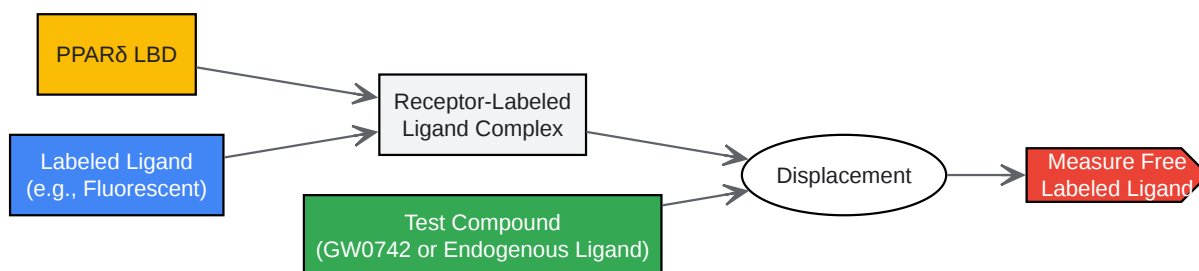 PPARδ LBD
Labeled Ligand
(e.g., Fluorescent)
Receptor-Labeled
Ligand Complex
Test Compound
(GW0742 or Endogenous Ligand)
Displacement
Measure Free
Labeled Ligand